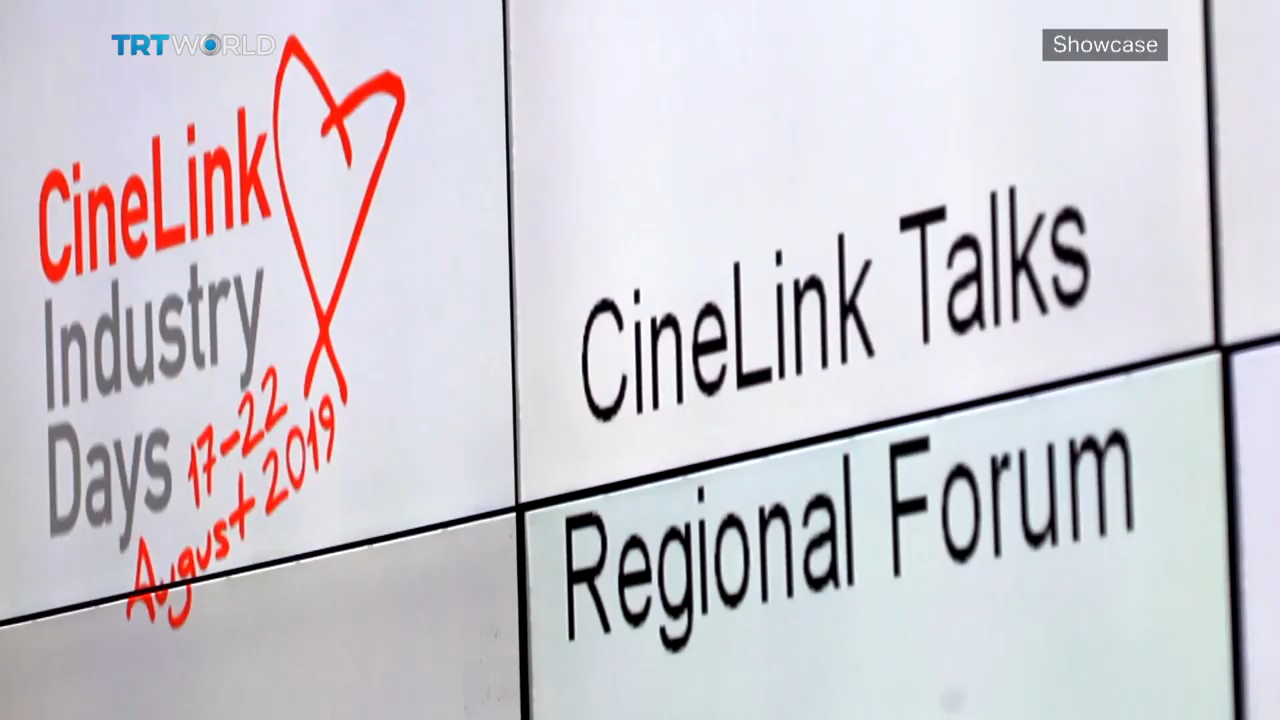 TRT WORLD
Showcase
CineLink
Industry
Days 17-22
August 2019
CineLink Talks
Regional Forum